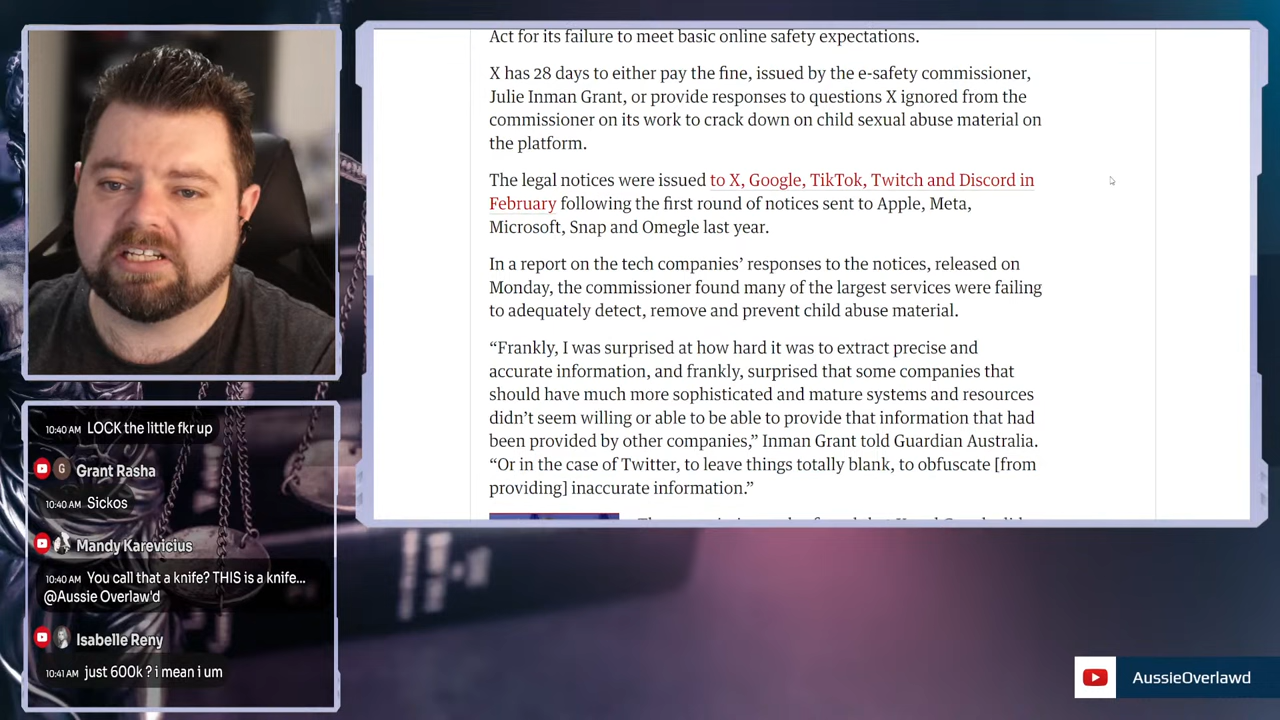 Act for its failure to meet basic online safety expectations.
X has 28 days to either pay the fine, issued by the e-safety commissioner,
Julie Inman Grant, or provide responses to questions X ignored from the
commissioner on its work to crack down on child sexual abuse material on
the platform.
The legal notices were issued to X, Google, TikTok, Twitch and Discord in
February following the first round of notices sent to Apple, Meta,
Microsoft, Snap and Omegle last year.
In a report on the tech companies’ responses to the notices, released on
Monday, the commissioner found many of the largest services were failing
to adequately detect, remove and prevent child abuse material.
“Frankly, I was surprised at how hard it was to extract precise and
accurate information, and frankly, surprised that some companies that
should have much more sophisticated and mature systems and resources
didn’t seem willing or able to be able to provide that information that had
been provided by other companies,” Inman Grant told Guardian Australia.
“Or in the case of Twitter, to leave things totally blank, to obfuscate [from
providing] inaccurate information.”
10:40 AM LOCK the little fkr up
G Grant Rasha
10:40 AM Sickos
Mandy Karevicius
10:40 AM You call that a knife? THIS is a knife...
@Aussie Overlaw'd
Isabelle Reny
10:41 AM just 600k ? i mean i um
AussieOverlawd